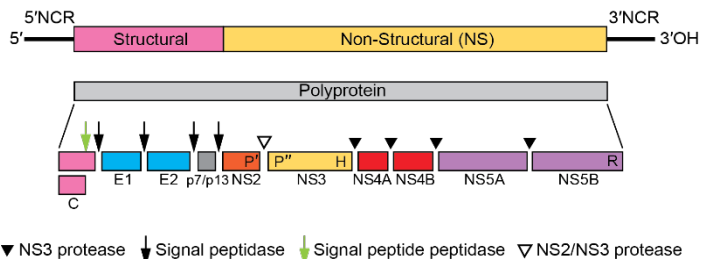 5′NCR 3′NCR
5′ Structural Non-Structural (NS) 3′OH
Polyprotein
P′ P″ H R
E1 E2 p7/p13 NS2 NS3 NS4A NS4B NS5A NS5B
C
NS3 protease Signal peptidase Signal peptide peptidase NS2/NS3 protease